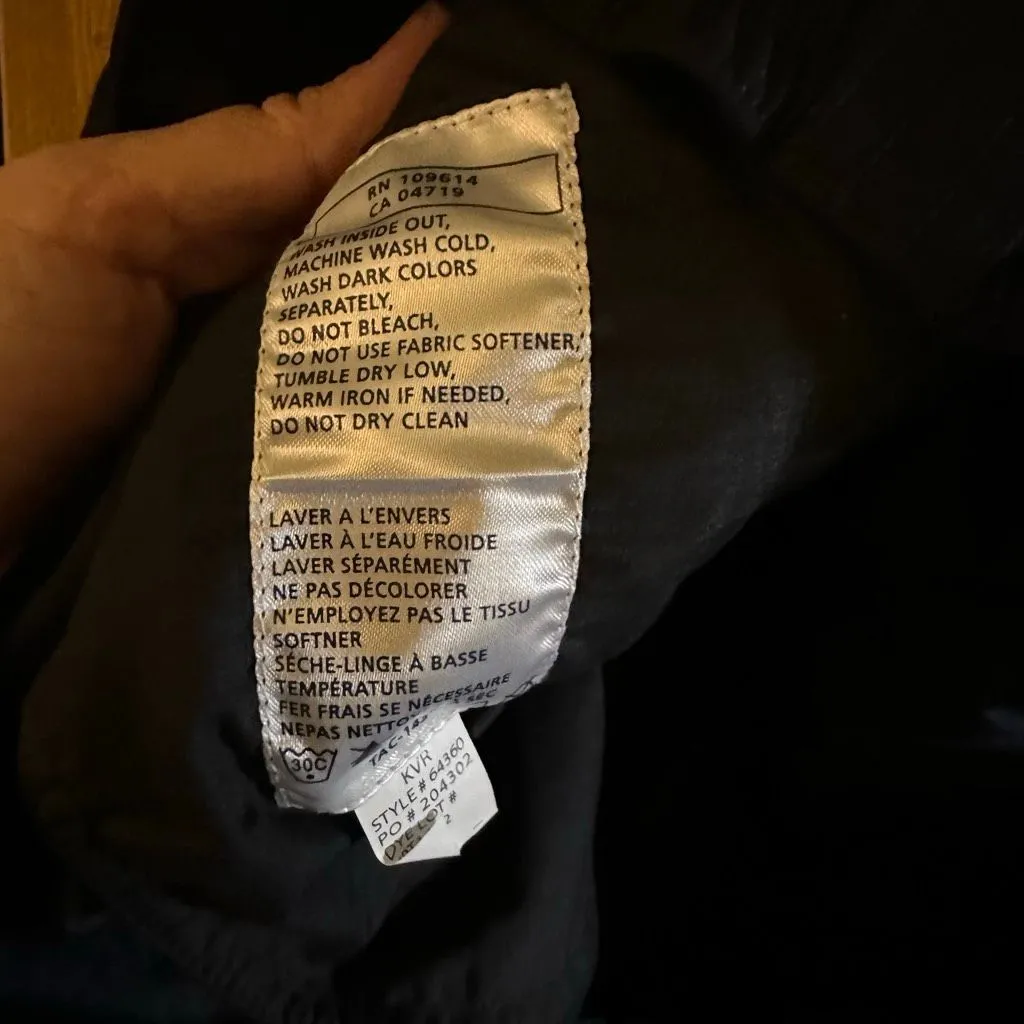 RN 109614
CA 04719
WASH INSIDE OUT,
MACHINE WASH COLD,
WASH DARK COLORS
SEPARATELY,
DO NOT BLEACH,
DO NOT USE FABRIC SOFTENER,
TUMBLE DRY LOW,
WARM IRON IF NEEDED,
DO NOT DRY CLEAN
LAVER A L'ENVERS
LAVER À L'EAU FROIDE
LAVER SÉPARÉMENT
NE PAS DÉCOLORER
N'EMPLOYEZ PAS LE TISSU
SOFTNER
SÉCHE-LINGE À BASSE
TEMPÉRATURE
FER FRAIS SE NÉCESSAIRE
NEPAS SEC
30C
KVR
STYLE# 64360
PO # 204302
DYE LOT #
2